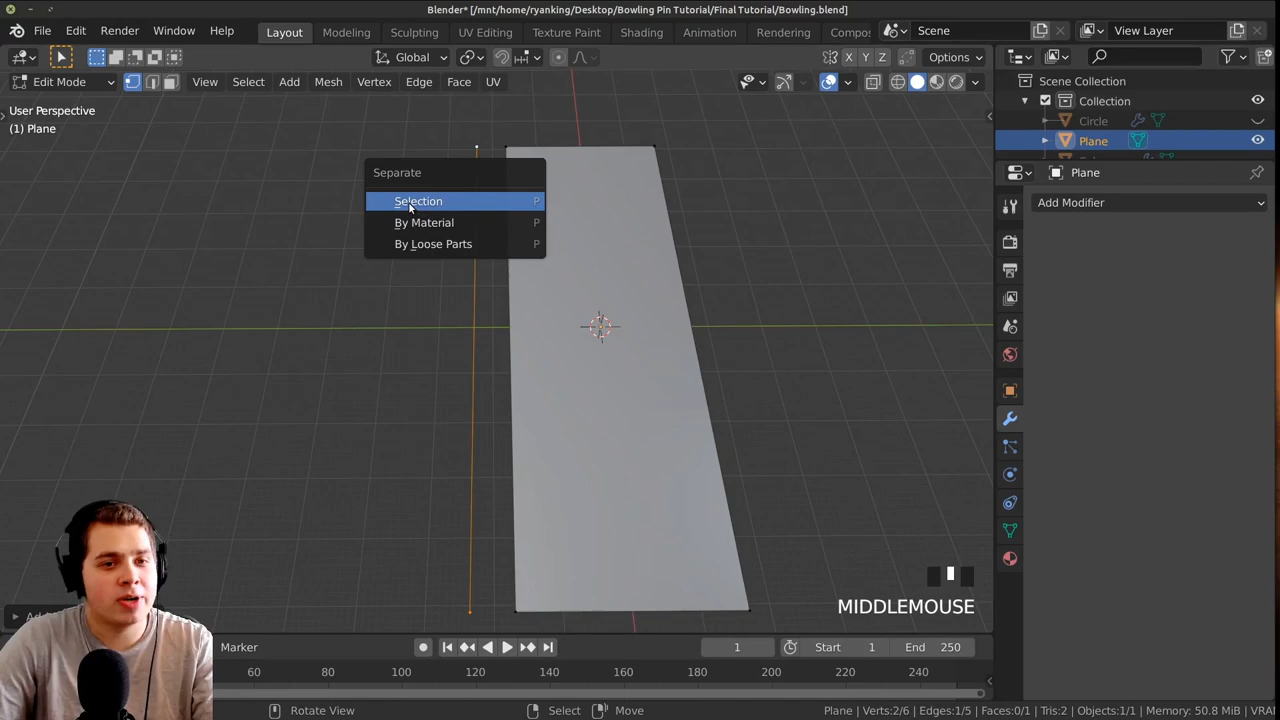 Blender* [/mnt/home/ryanking/Desktop/Bowling Pin Tutorial/Final Tutorial/Bowling.blend]
File Edit Render Window Help Layout Modeling Sculpting UV Editing Texture Paint Shading Animation Rendering Compos Scene View Layer
Global X Y Z Options
Edit Mode View Select Add Mesh Vertex Edge Face UV
Scene Collection
Collection
Circle
Plane
User Perspective
(1) Plane
Separate
Selection P
By Material P
By Loose Parts P
Plane
Add Modifier
MIDDLEMOUSE
Marker 1 Start 1 End 250
60 80 100 120 140 160 180 200 220 240
Rotate View Select Move Plane | Verts:2/6 | Edges:1/5 | Faces:0/1 | Tris:2 | Objects:1/1 | Memory: 50.8 MiB | VRA